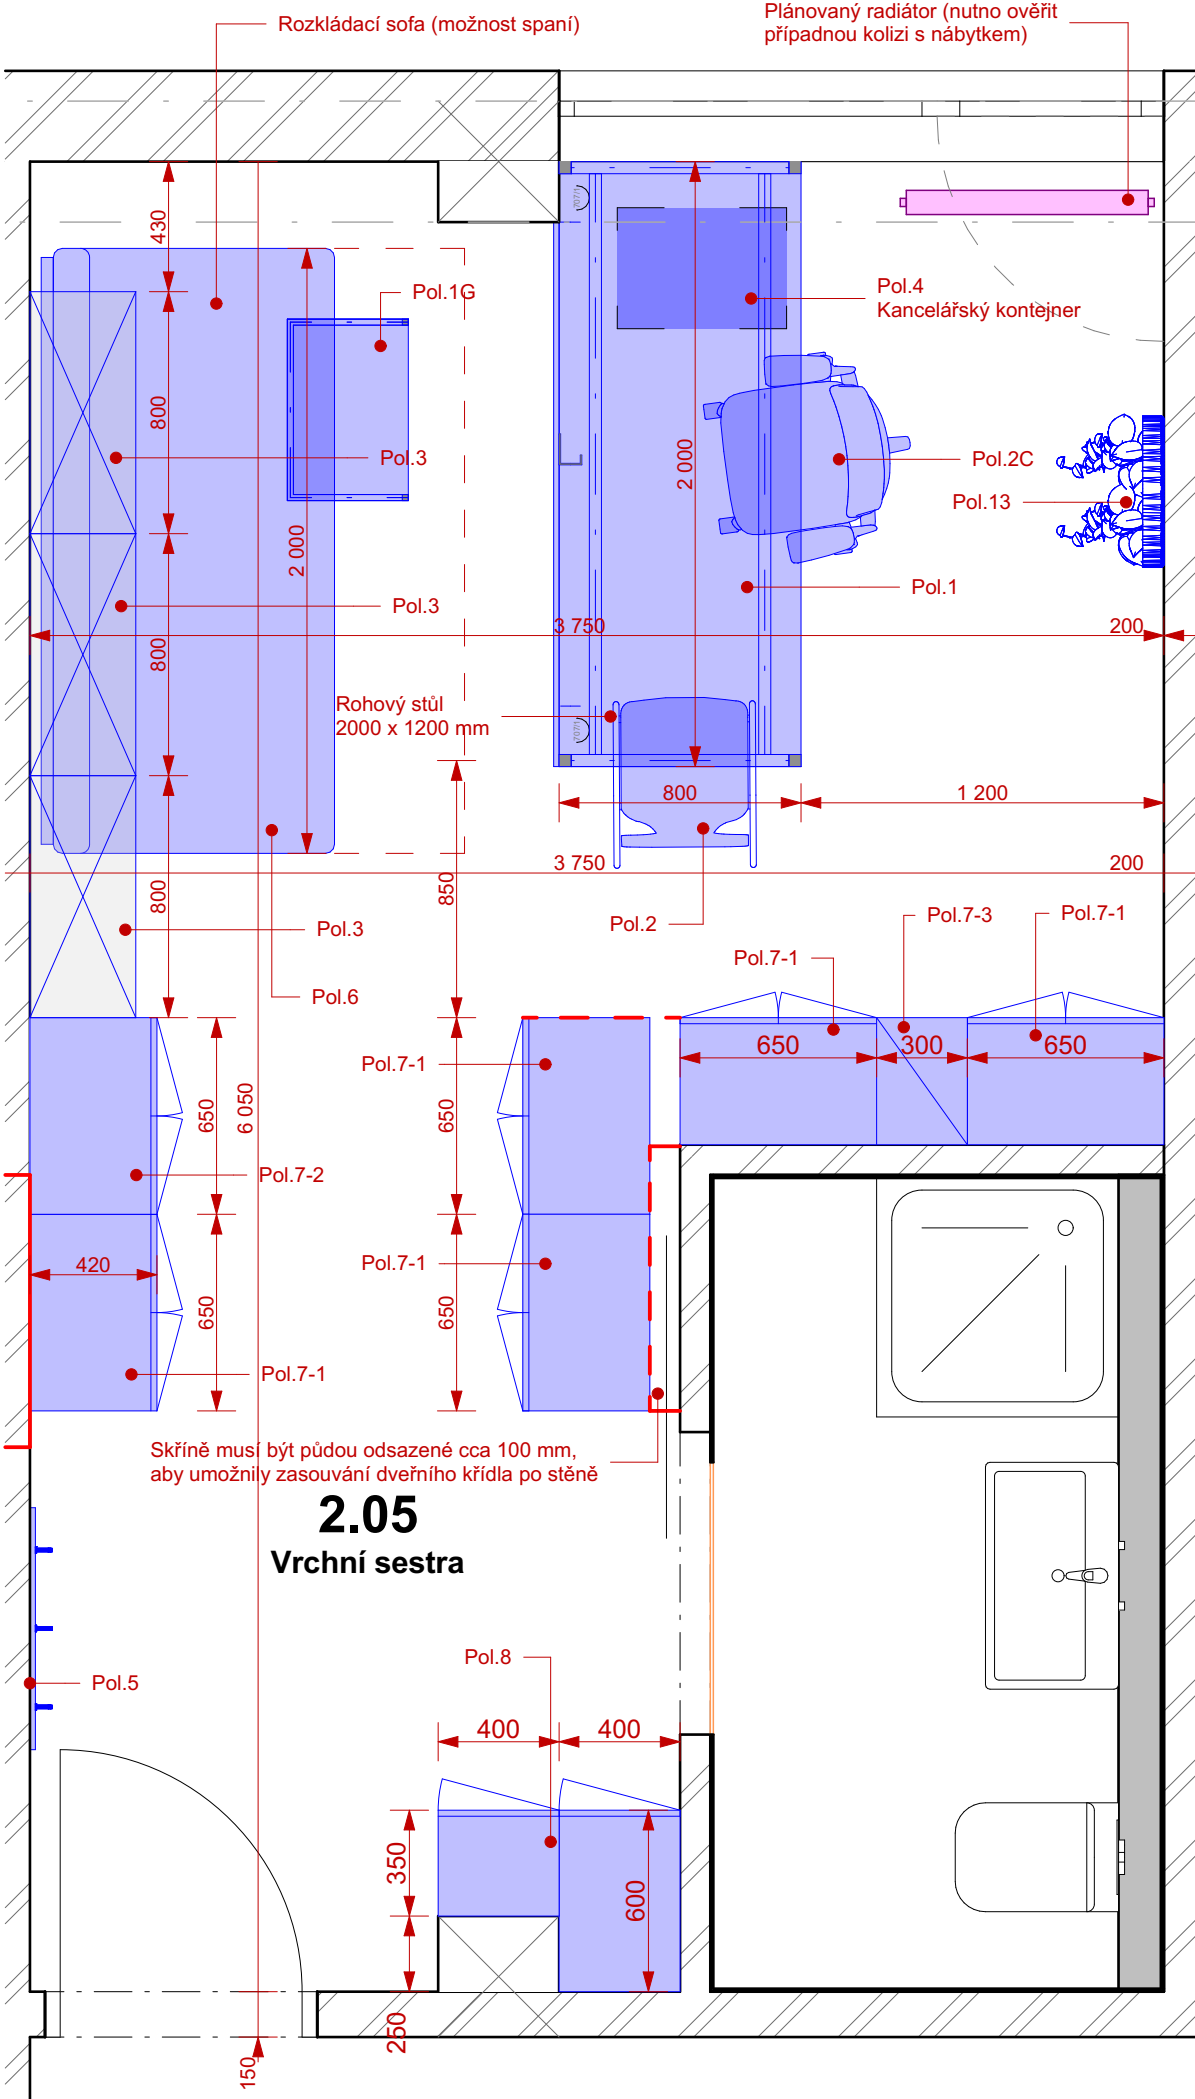 Rozkládací sofa (možnost spaní)
Plánovaný radiátor (nutno ověřit
případnou kolizi s nábytkem)
430
Pol.1G
707/1
Pol.4
Kancelářský kontejner
800
2 000
Pol.3
Pol.2C
Pol.13
2 000
Pol.3
Pol.1
3 750
200
800
Rohový stůl
2000 x 1200 mm
707/1
800
1 200
3 750
200
800
850
Pol.3
Pol.2
Pol.7-3
Pol.7-1
Pol.7-1
Pol.6
650
300
650
Pol.7-1
650
6 050
650
Pol.7-2
420
Pol.7-1
650
650
Pol.7-1
Skříně musí být půdou odsazené cca 100 mm,
aby umožnily zasouvání dveřního křídla po stěně
2.05
Vrchní sestra
Pol.8
Pol.5
400
400
350
600
250
150